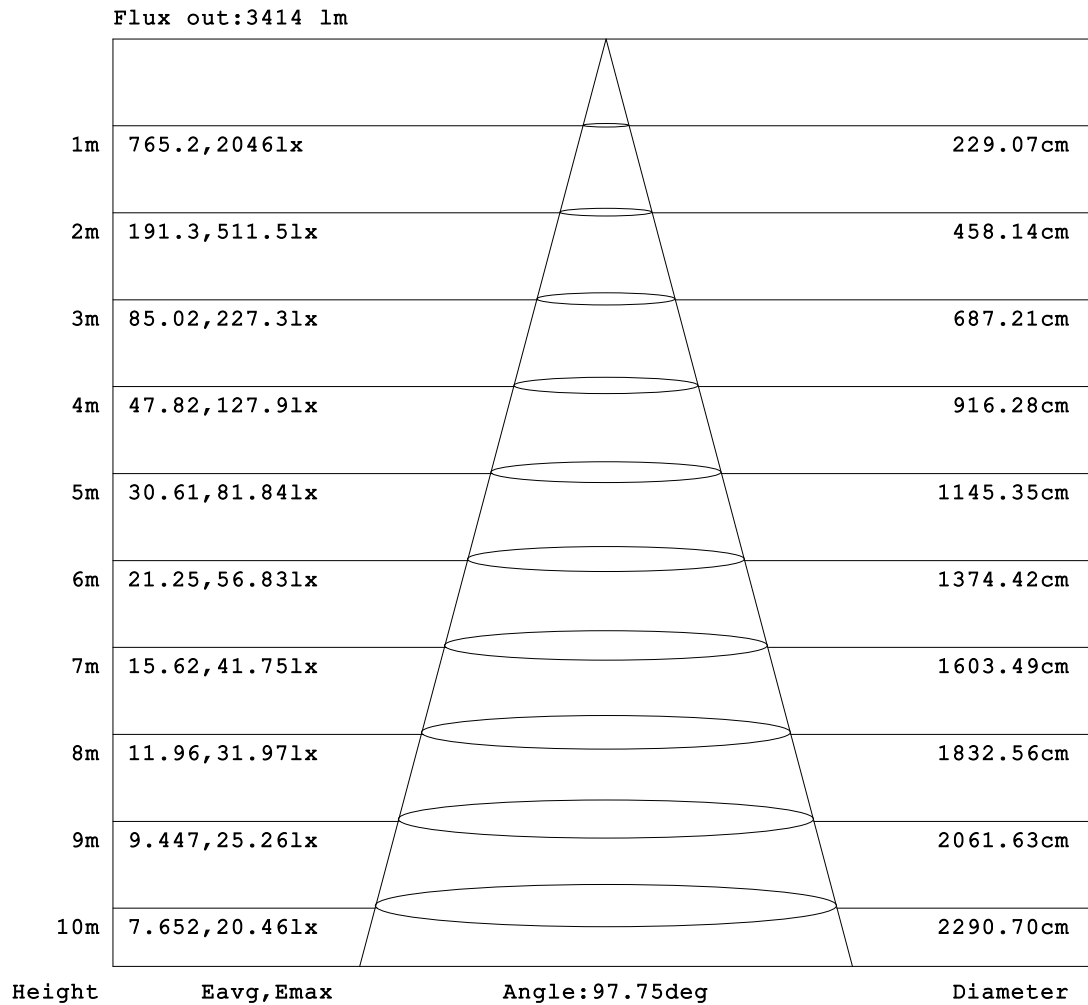 Flux out:3414 lm
1m 765.2,2046lx 229.07cm
2m 191.3,511.5lx 458.14cm
3m 85.02,227.3lx 687.21cm
4m 47.82,127.9lx 916.28cm
5m 30.61,81.84lx 1145.35cm
6m 21.25,56.83lx 1374.42cm
7m 15.62,41.75lx 1603.49cm
8m 11.96,31.97lx 1832.56cm
9m 9.447,25.26lx 2061.63cm
10m 7.652,20.46lx 2290.70cm
Height Eavg,Emax Angle:97.75deg Diameter